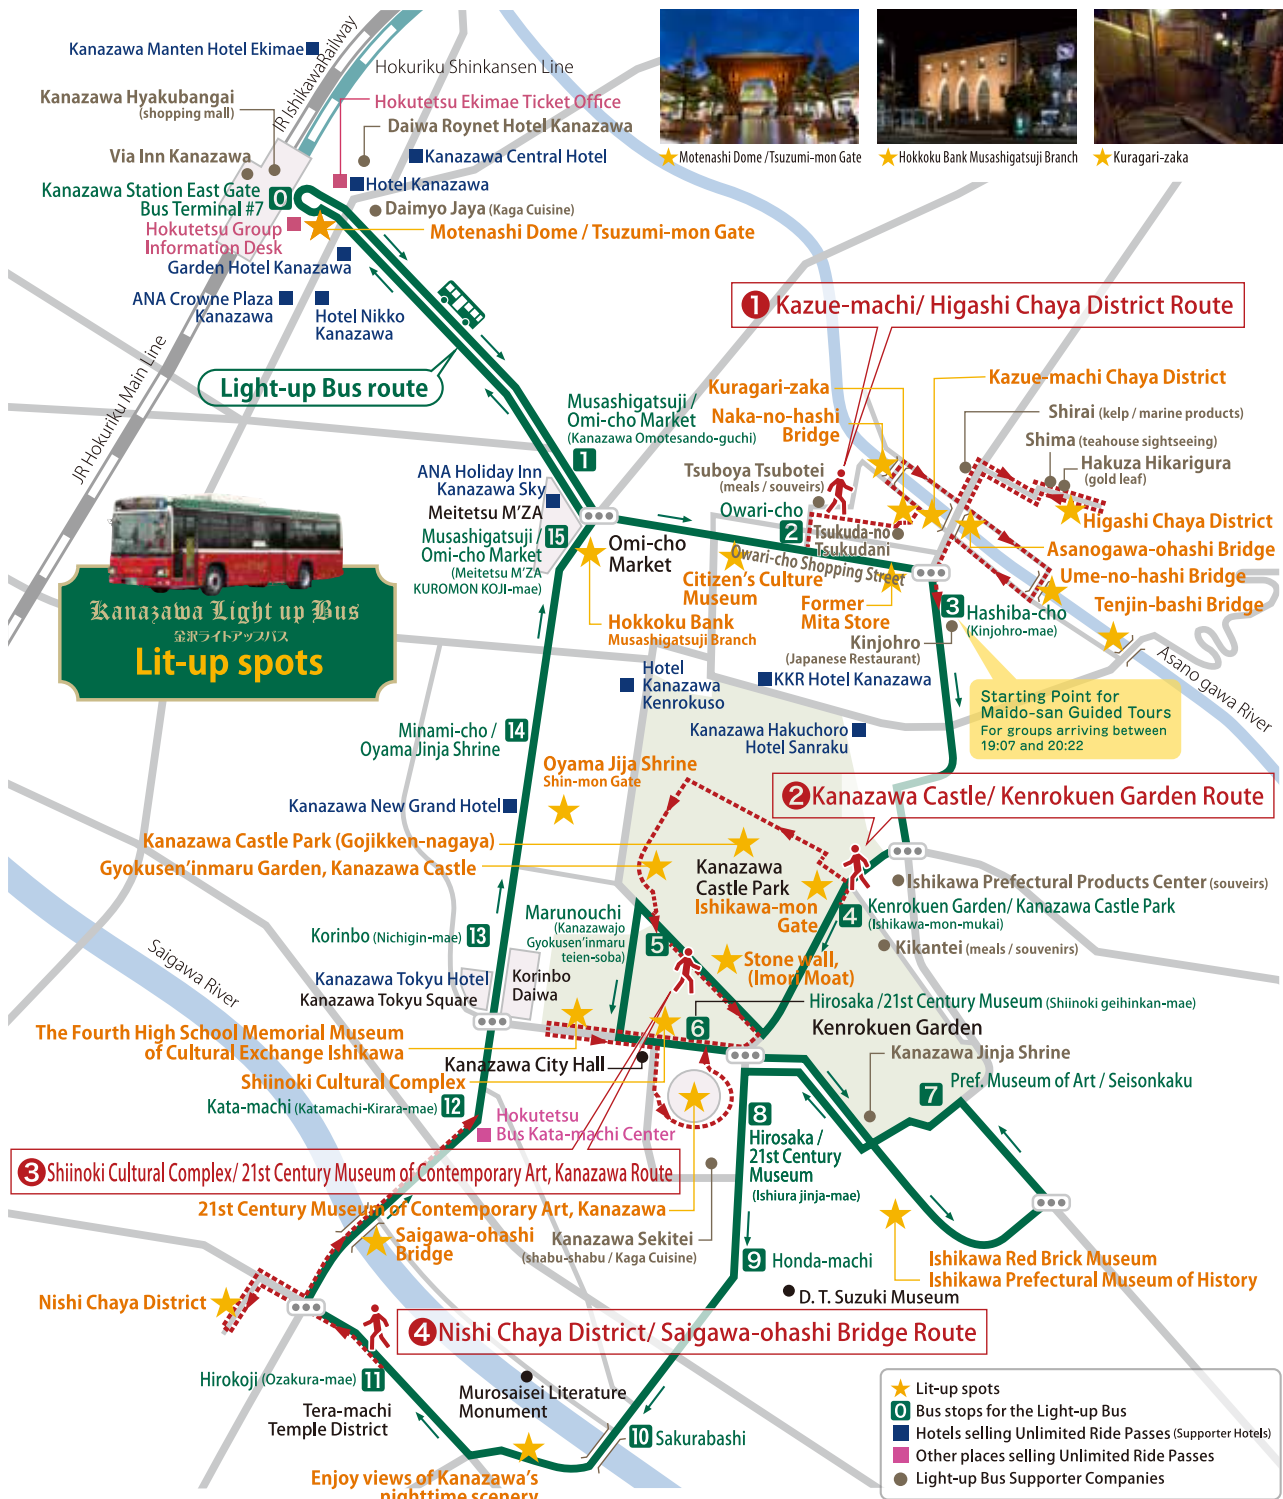 Kanazawa Manten Hotel Ekimae
JR IshikawaRailway
Hokuriku Shinkansen Line
Kanazawa Hyakubangai
(shopping mall)
Hokutetsu Ekimae Ticket Office
Daiwa Roynet Hotel Kanazawa
Via Inn Kanazawa
Kanazawa Central Hotel
Kanazawa Station East Gate
Bus Terminal #7
0
Hotel Kanazawa
Daimyo Jaya (Kaga Cuisine)
Hokutetsu Group
Information Desk
Motenashi Dome / Tsuzumi-mon Gate
Garden Hotel Kanazawa
ANA Crowne Plaza
Kanazawa
Hotel Nikko
Kanazawa
Motenashi Dome /Tsuzumi-mon Gate
Hokkoku Bank Musashigatsuji Branch
Kuragari-zaka
JR Hokuriku Main Line
Light-up Bus route
1 Kazue-machi/ Higashi Chaya District Route
Musashigatsuji /
Omi-cho Market
(Kanazawa Omotesando-guchi)
1
Kuragari-zaka
Kazue-machi Chaya District
Naka-no-hashi
Bridge
Shirai (kelp / marine products)
Shima (teahouse sightseeing)
Hakuza Hikarigura
(gold leaf)
Tsuboya Tsubotei
(meals / souveirs)
ANA Holiday Inn
Kanazawa Sky
Meitetsu M'ZA
Owari-cho
2
Tsukuda-no
Tsukudani
Higashi Chaya District
Musashigatsuji /
Omi-cho Market
(Meitetsu M'ZA
KUROMON KOJI-mae)
15
Omi-cho
Market
Owari-cho Shopping Street
Asanogawa-ohashi Bridge
Citizen's Culture
Museum
Ume-no-hashi Bridge
Former
Mita Store
Tenjin-bashi Bridge
3 Hashiba-cho
(Kinjohro-mae)
Hokkoku Bank
Musashigatsuji Branch
Kinjohro
(Japanese Restaurant)
Asano gawa River
Kanazawa Light up Bus
金沢ライトアップバス
Lit-up spots
Hotel
Kanazawa
Kenrokuso
KKR Hotel Kanazawa
Starting Point for
Maido-san Guided Tours
For groups arriving between
19:07 and 20:22
Minami-cho /
Oyama Jinja Shrine
14
Kanazawa Hakuchoro
Hotel Sanraku
Oyama Jija Shrine
Shin-mon Gate
2 Kanazawa Castle/ Kenrokuen Garden Route
Kanazawa New Grand Hotel
Kanazawa Castle Park (Gojikken-nagaya)
Gyokusen'inmaru Garden, Kanazawa Castle
Kanazawa
Castle Park
Ishikawa-mon
Gate
Ishikawa Prefectural Products Center (souveirs)
4
Kenrokuen Garden/ Kanazawa Castle Park
(Ishikawa-mon-mukai)
Marunouchi
(Kanazawajo
Gyokusen'inmaru
teien-soba)
5
Korinbo (Nichigin-mae) 13
Kikantei (meals / souvenirs)
Stone wall,
(Imori Moat)
Saigawa River
Kanazawa Tokyu Hotel
Kanazawa Tokyu Square
Korinbo
Daiwa
Hirosaka /21st Century Museum (Shiinoki geihinkan-mae)
6
Kenrokuen Garden
The Fourth High School Memorial Museum
of Cultural Exchange Ishikawa
Kanazawa City Hall
Kanazawa Jinja Shrine
Shiinoki Cultural Complex
7
Pref. Museum of Art / Seisonkaku
Kata-machi (Katamachi-Kirara-mae) 12
Hokutetsu
Bus Kata-machi Center
8
Hirosaka /
21st Century
Museum
(Ishiura jinja-mae)
3 Shiinoki Cultural Complex/ 21st Century Museum of Contemporary Art, Kanazawa Route
21st Century Museum of Contemporary Art, Kanazawa
Saigawa-ohashi
Bridge
Kanazawa Sekitei
(shabu-shabu / Kaga Cuisine)
9 Honda-machi
Ishikawa Red Brick Museum
Ishikawa Prefectural Museum of History
Nishi Chaya District
D. T. Suzuki Museum
4 Nishi Chaya District/ Saigawa-ohashi Bridge Route
Hirokoji (Ozakura-mae) 11
Murosaisei Literature
Monument
Tera-machi
Temple District
10 Sakurabashi
Enjoy views of Kanazawa's
nighttime scenery
Lit-up spots
0 Bus stops for the Light-up Bus
Hotels selling Unlimited Ride Passes (Supporter Hotels)
Other places selling Unlimited Ride Passes
Light-up Bus Supporter Companies